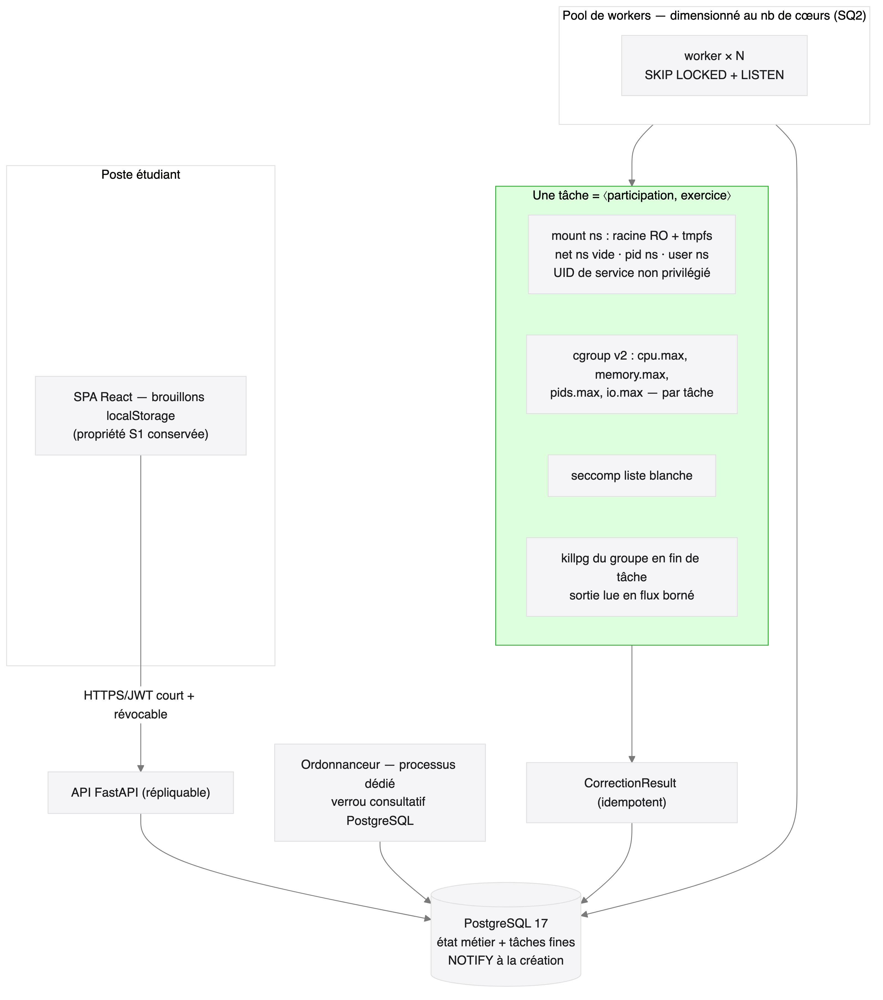 Pool de workers — dimensionné au nb de cœurs (SQ2)
worker × N
SKIP LOCKED + LISTEN
Poste étudiant
SPA React — brouillons
localStorage
(propriété S1 conservée)
Une tâche = ⟨participation, exercice⟩
mount ns : racine RO + tmpfs
net ns vide · pid ns · user ns
UID de service non privilégié
cgroup v2 : cpu.max,
memory.max,
pids.max, io.max — par tâche
seccomp liste blanche
killpg du groupe en fin de
tâche
sortie lue en flux borné
HTTPS/JWT court +
révocable
API FastAPI (répliquable)
Ordonnanceur — processus
dédié
verrou consultatif
PostgreSQL
CorrectionResult
(idempotent)
PostgreSQL 17
état métier + tâches fines
NOTIFY à la création